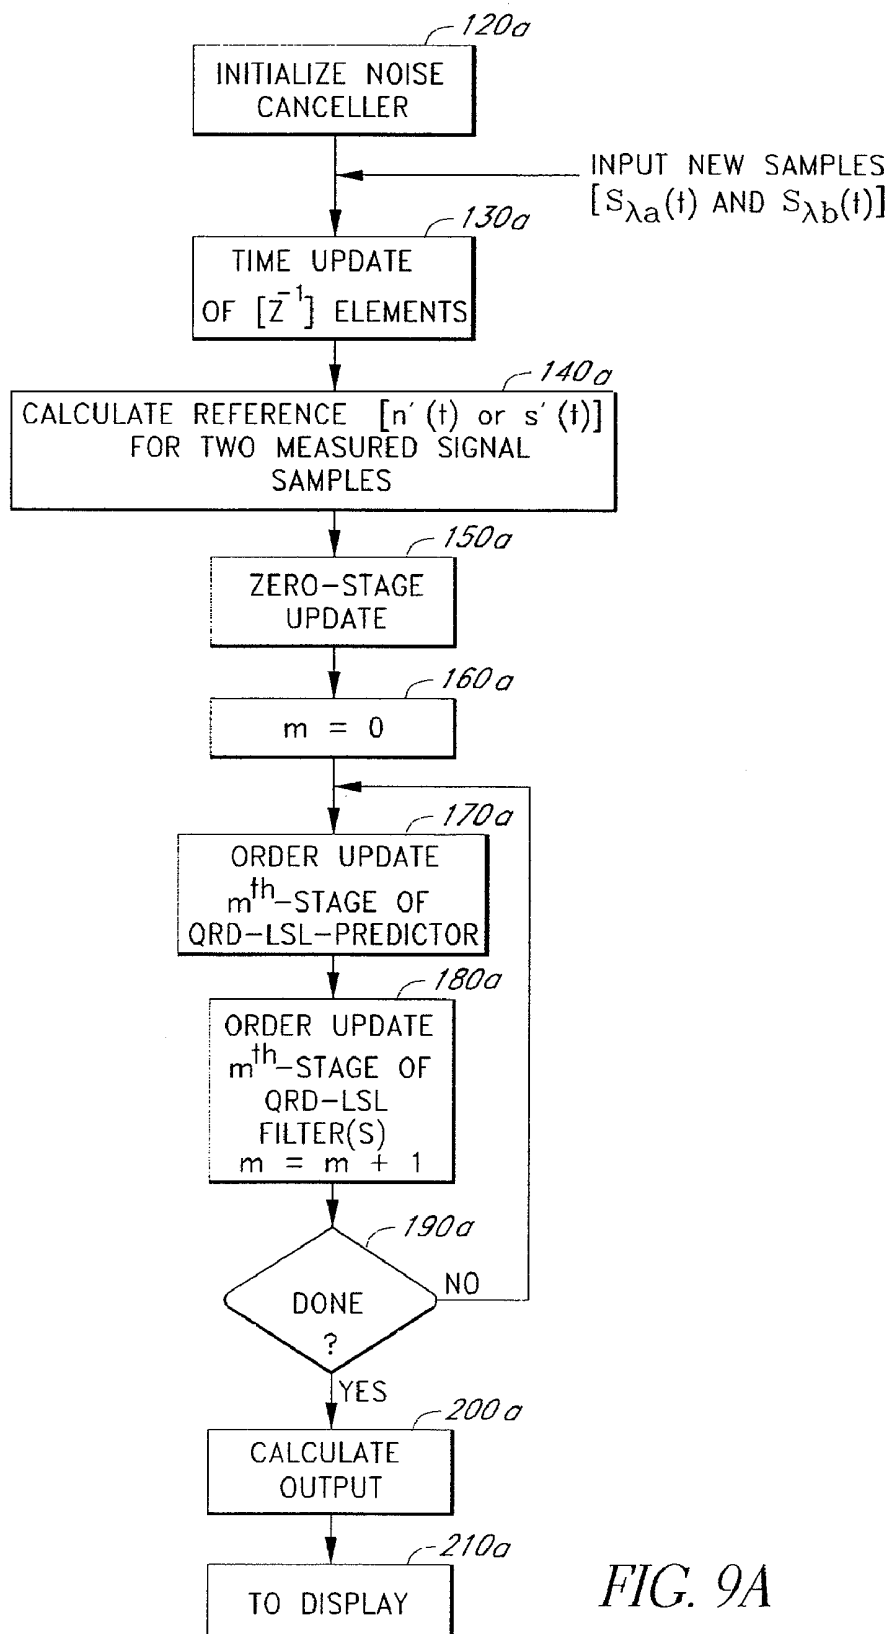 120a
INITIALIZE NOISE
CANCELLER
INPUT NEW SAMPLES
[Sλa(t) AND Sλb(t)]
130a
TIME UPDATE
OF [Z⁻¹] ELEMENTS
140a
CALCULATE REFERENCE [n'(t) or s'(t)]
FOR TWO MEASURED SIGNAL
SAMPLES
150a
ZERO-STAGE
UPDATE
160a
m = 0
170a
ORDER UPDATE
mth-STAGE OF
QRD-LSL-PREDICTOR
180a
ORDER UPDATE
mth-STAGE OF
QRD-LSL
FILTER(S)
m = m + 1
190a
DONE
?
NO
YES
200a
CALCULATE
OUTPUT
210a
TO DISPLAY
FIG. 9A